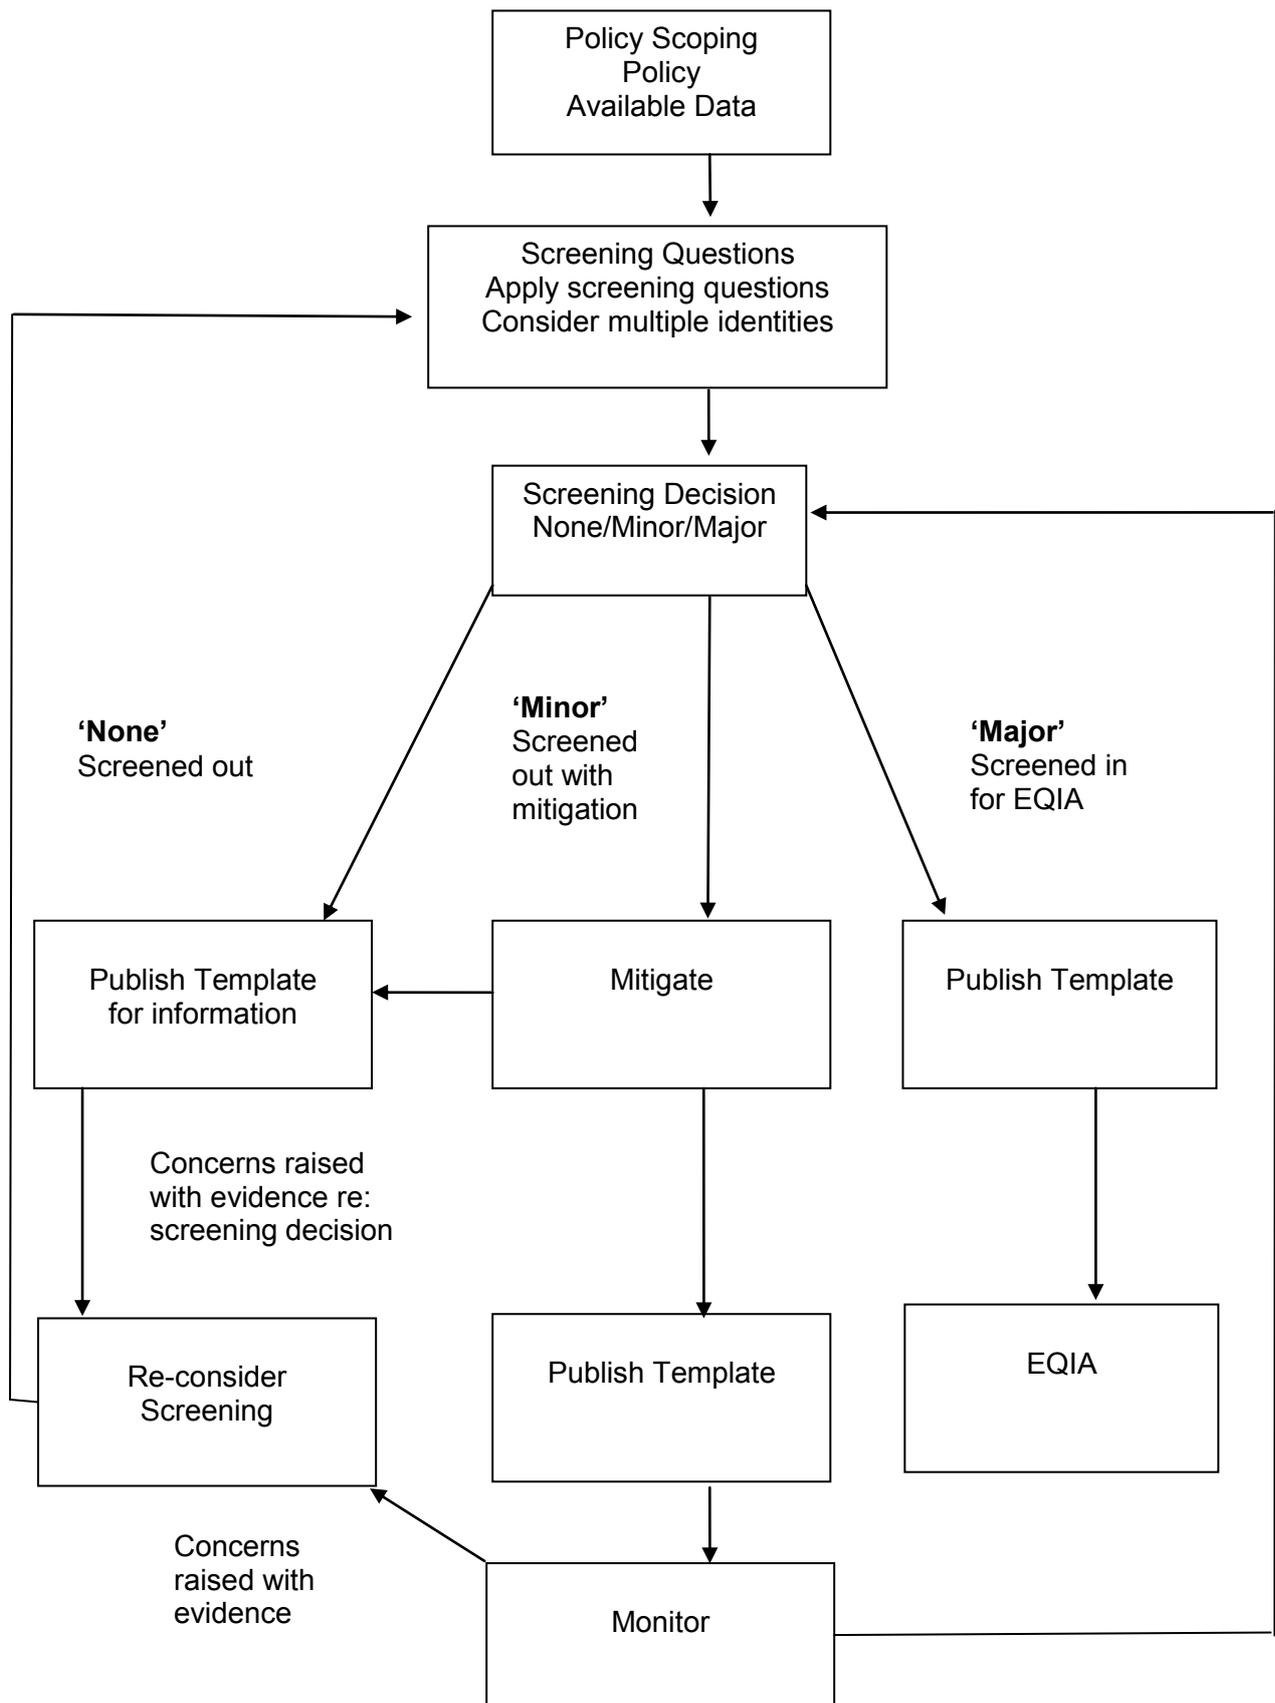 Policy Scoping
Policy
Available Data
Screening Questions
Apply screening questions
Consider multiple identities
Screening Decision
None/Minor/Major
‘None’
Screened out
‘Minor’
Screened
out with
mitigation
‘Major’
Screened in
for EQIA
Publish Template
for information
Mitigate
Publish Template
Concerns raised
with evidence re:
screening decision
Re-consider
Screening
Publish Template
EQIA
Concerns
raised with
evidence
Monitor